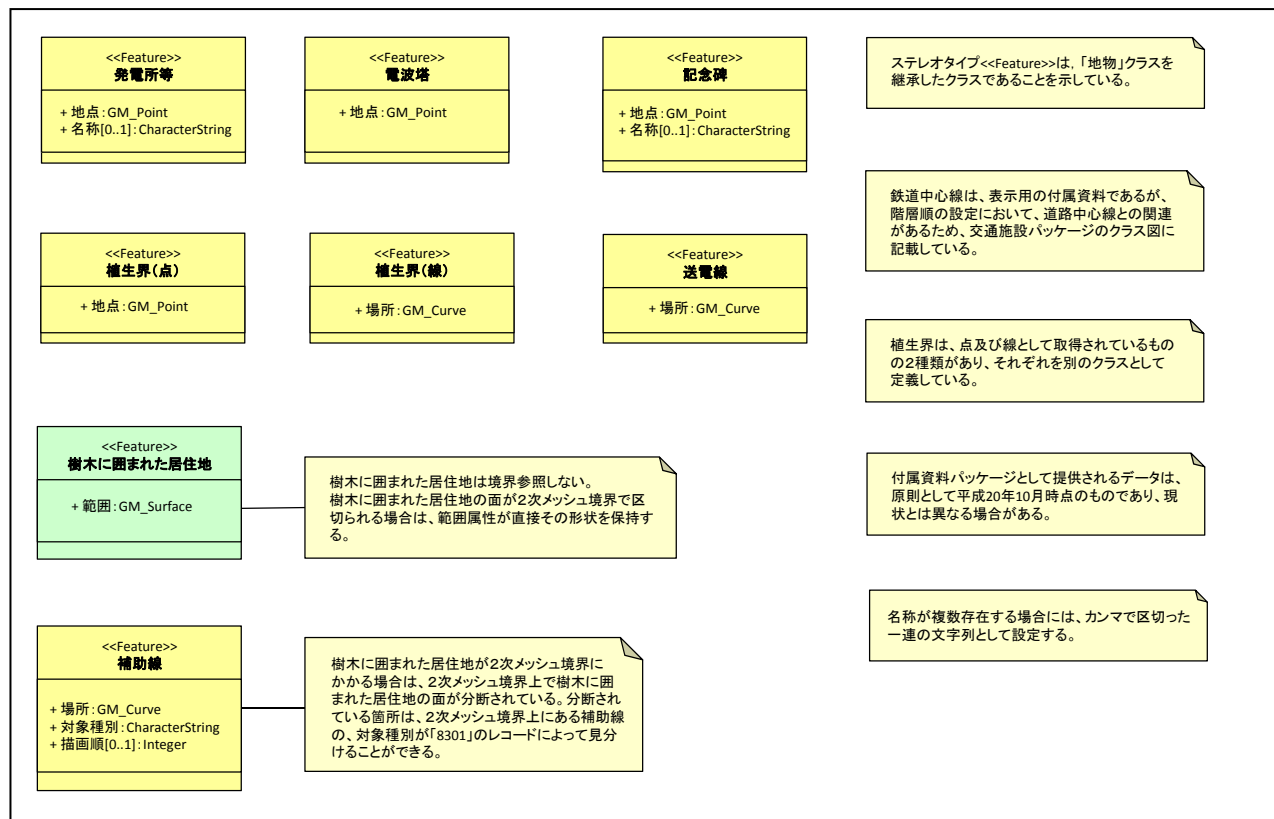 <<Feature>>
発電所等
+ 地点：GM_Point
+ 名称[0..1]：CharacterString
<<Feature>>
電波塔
+ 地点：GM_Point
<<Feature>>
記念碑
+ 地点：GM_Point
+ 名称[0..1]：CharacterString
ステレオタイプ<<Feature>>は，「地物」クラスを
継承したクラスであることを示している。
鉄道中心線は、表示用の付属資料であるが、
階層順の設定において、道路中心線との関連
があるため、交通施設パッケージのクラス図に
記載している。
<<Feature>>
植生界（点）
+ 地点：GM_Point
<<Feature>>
植生界（線）
+ 場所：GM_Curve
<<Feature>>
送電線
+ 場所：GM_Curve
植生界は、点及び線として取得されているもの
の２種類があり、それぞれを別のクラスとして
定義している。
<<Feature>>
樹木に囲まれた居住地
+ 範囲：GM_Surface
樹木に囲まれた居住地は境界参照しない。
樹木に囲まれた居住地の面が２次メッシュ境界で区
切られる場合は、範囲属性が直接その形状を保持す
る。
付属資料パッケージとして提供されるデータは、
原則として平成20年10月時点のものであり、現
状とは異なる場合がある。
名称が複数存在する場合には、カンマで区切った
一連の文字列として設定する。
<<Feature>>
補助線
+ 場所：GM_Curve
+ 対象種別：CharacterString
+ 描画順[0..1]：Integer
樹木に囲まれた居住地が２次メッシュ境界に
かかる場合は、２次メッシュ境界上で樹木に囲
まれた居住地の面が分断されている。分断され
ている箇所は、２次メッシュ境界上にある補助線
の、対象種別が「8301」のレコードによって見分
けることができる。